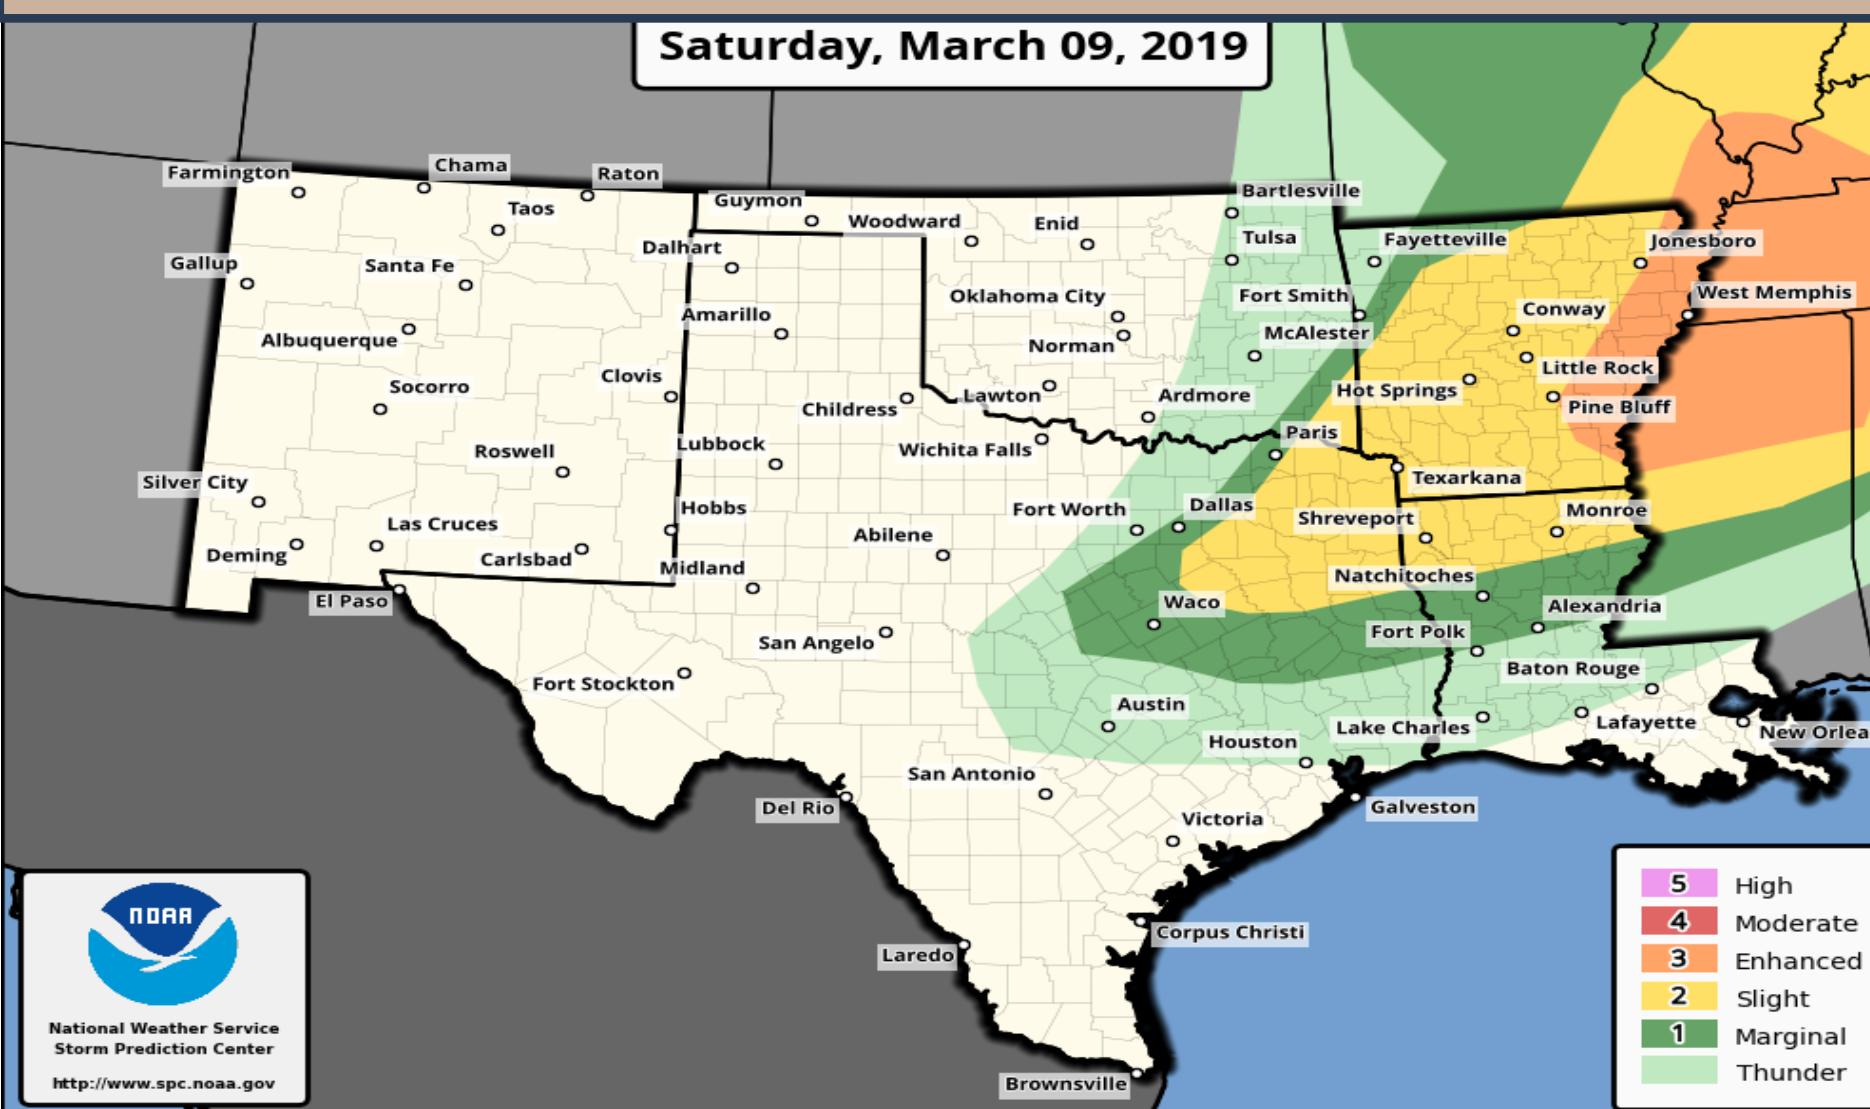 Saturday, March 09, 2019
Farmington
Chama
Raton
Taos
Guymon
Woodward
Enid
Bartlesville
Gallup
Santa Fe
Dalhart
Tulsa
Fayetteville
Jonesboro
Albuquerque
Amarillo
Oklahoma City
Fort Smith
West Memphis
Norman
McAlester
Conway
Socorro
Clovis
Childress
Lawton
Ardmore
Hot Springs
Little Rock
Pine Bluff
Roswell
Lubbock
Wichita Falls
Paris
Texarkana
Silver City
Hobbs
Fort Worth
Dallas
Shreveport
Monroe
Las Cruces
Deming
Carlsbad
Midland
Abilene
Natchitoches
El Paso
Waco
Alexandria
San Angelo
Fort Polk
Fort Stockton
Baton Rouge
Austin
Lake Charles
Lafayette
New Orlea
Houston
San Antonio
Del Rio
Galveston
Victoria
Corpus Christi
Laredo
Brownsville
NOAA
National Weather Service
Storm Prediction Center
http://www.spc.noaa.gov
5 High
4 Moderate
3 Enhanced
2 Slight
1 Marginal
Thunder